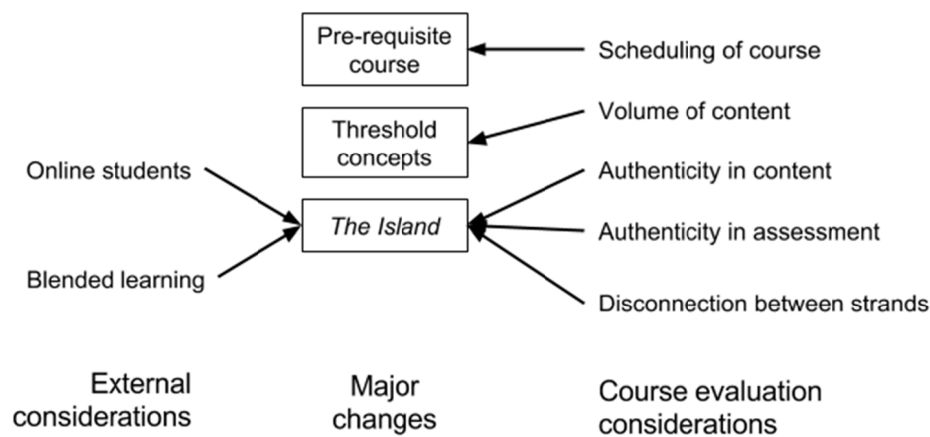 Pre-requisite
course
Scheduling of course
Threshold
concepts
Volume of content
Online students
Blended learning
The Island
Authenticity in content
Authenticity in assessment
Disconnection between strands
External
considerations
Major
changes
Course evaluation
considerations